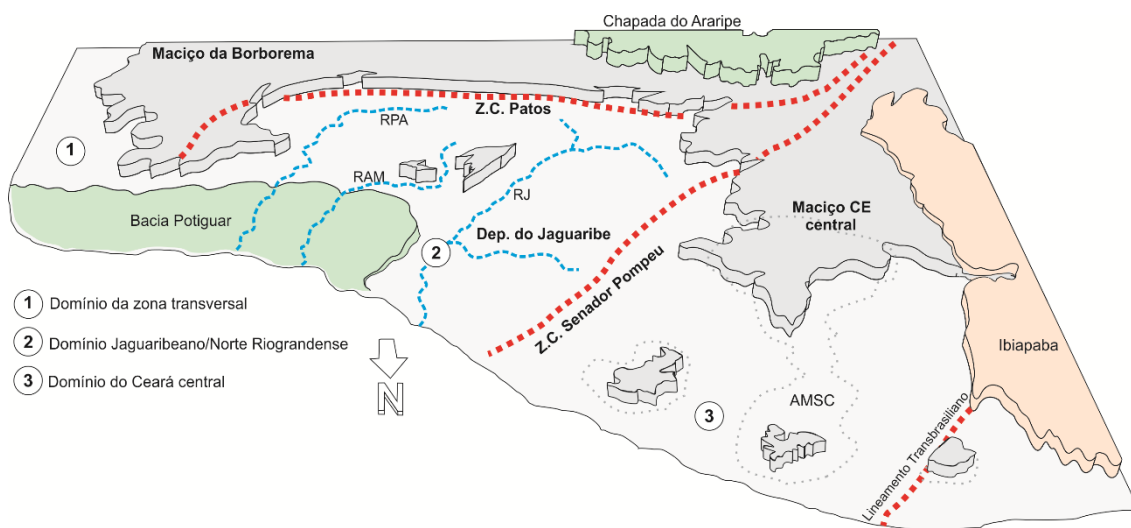 Chapada do Araripe
Maciço da Borborema
Z.C. Patos
RPA
1
RAM
RJ
Maciço CE
central
Bacia Potiguar
Dep. do Jaguaribe
2
Z.C. Senador Pompeu
1 Domínio da zona transversal
2 Domínio Jaguaribeano/Norte Riograndense
3 Domínio do Ceará central
N
Ibiapaba
AMSC
3
Lineamento Transbrasiliano